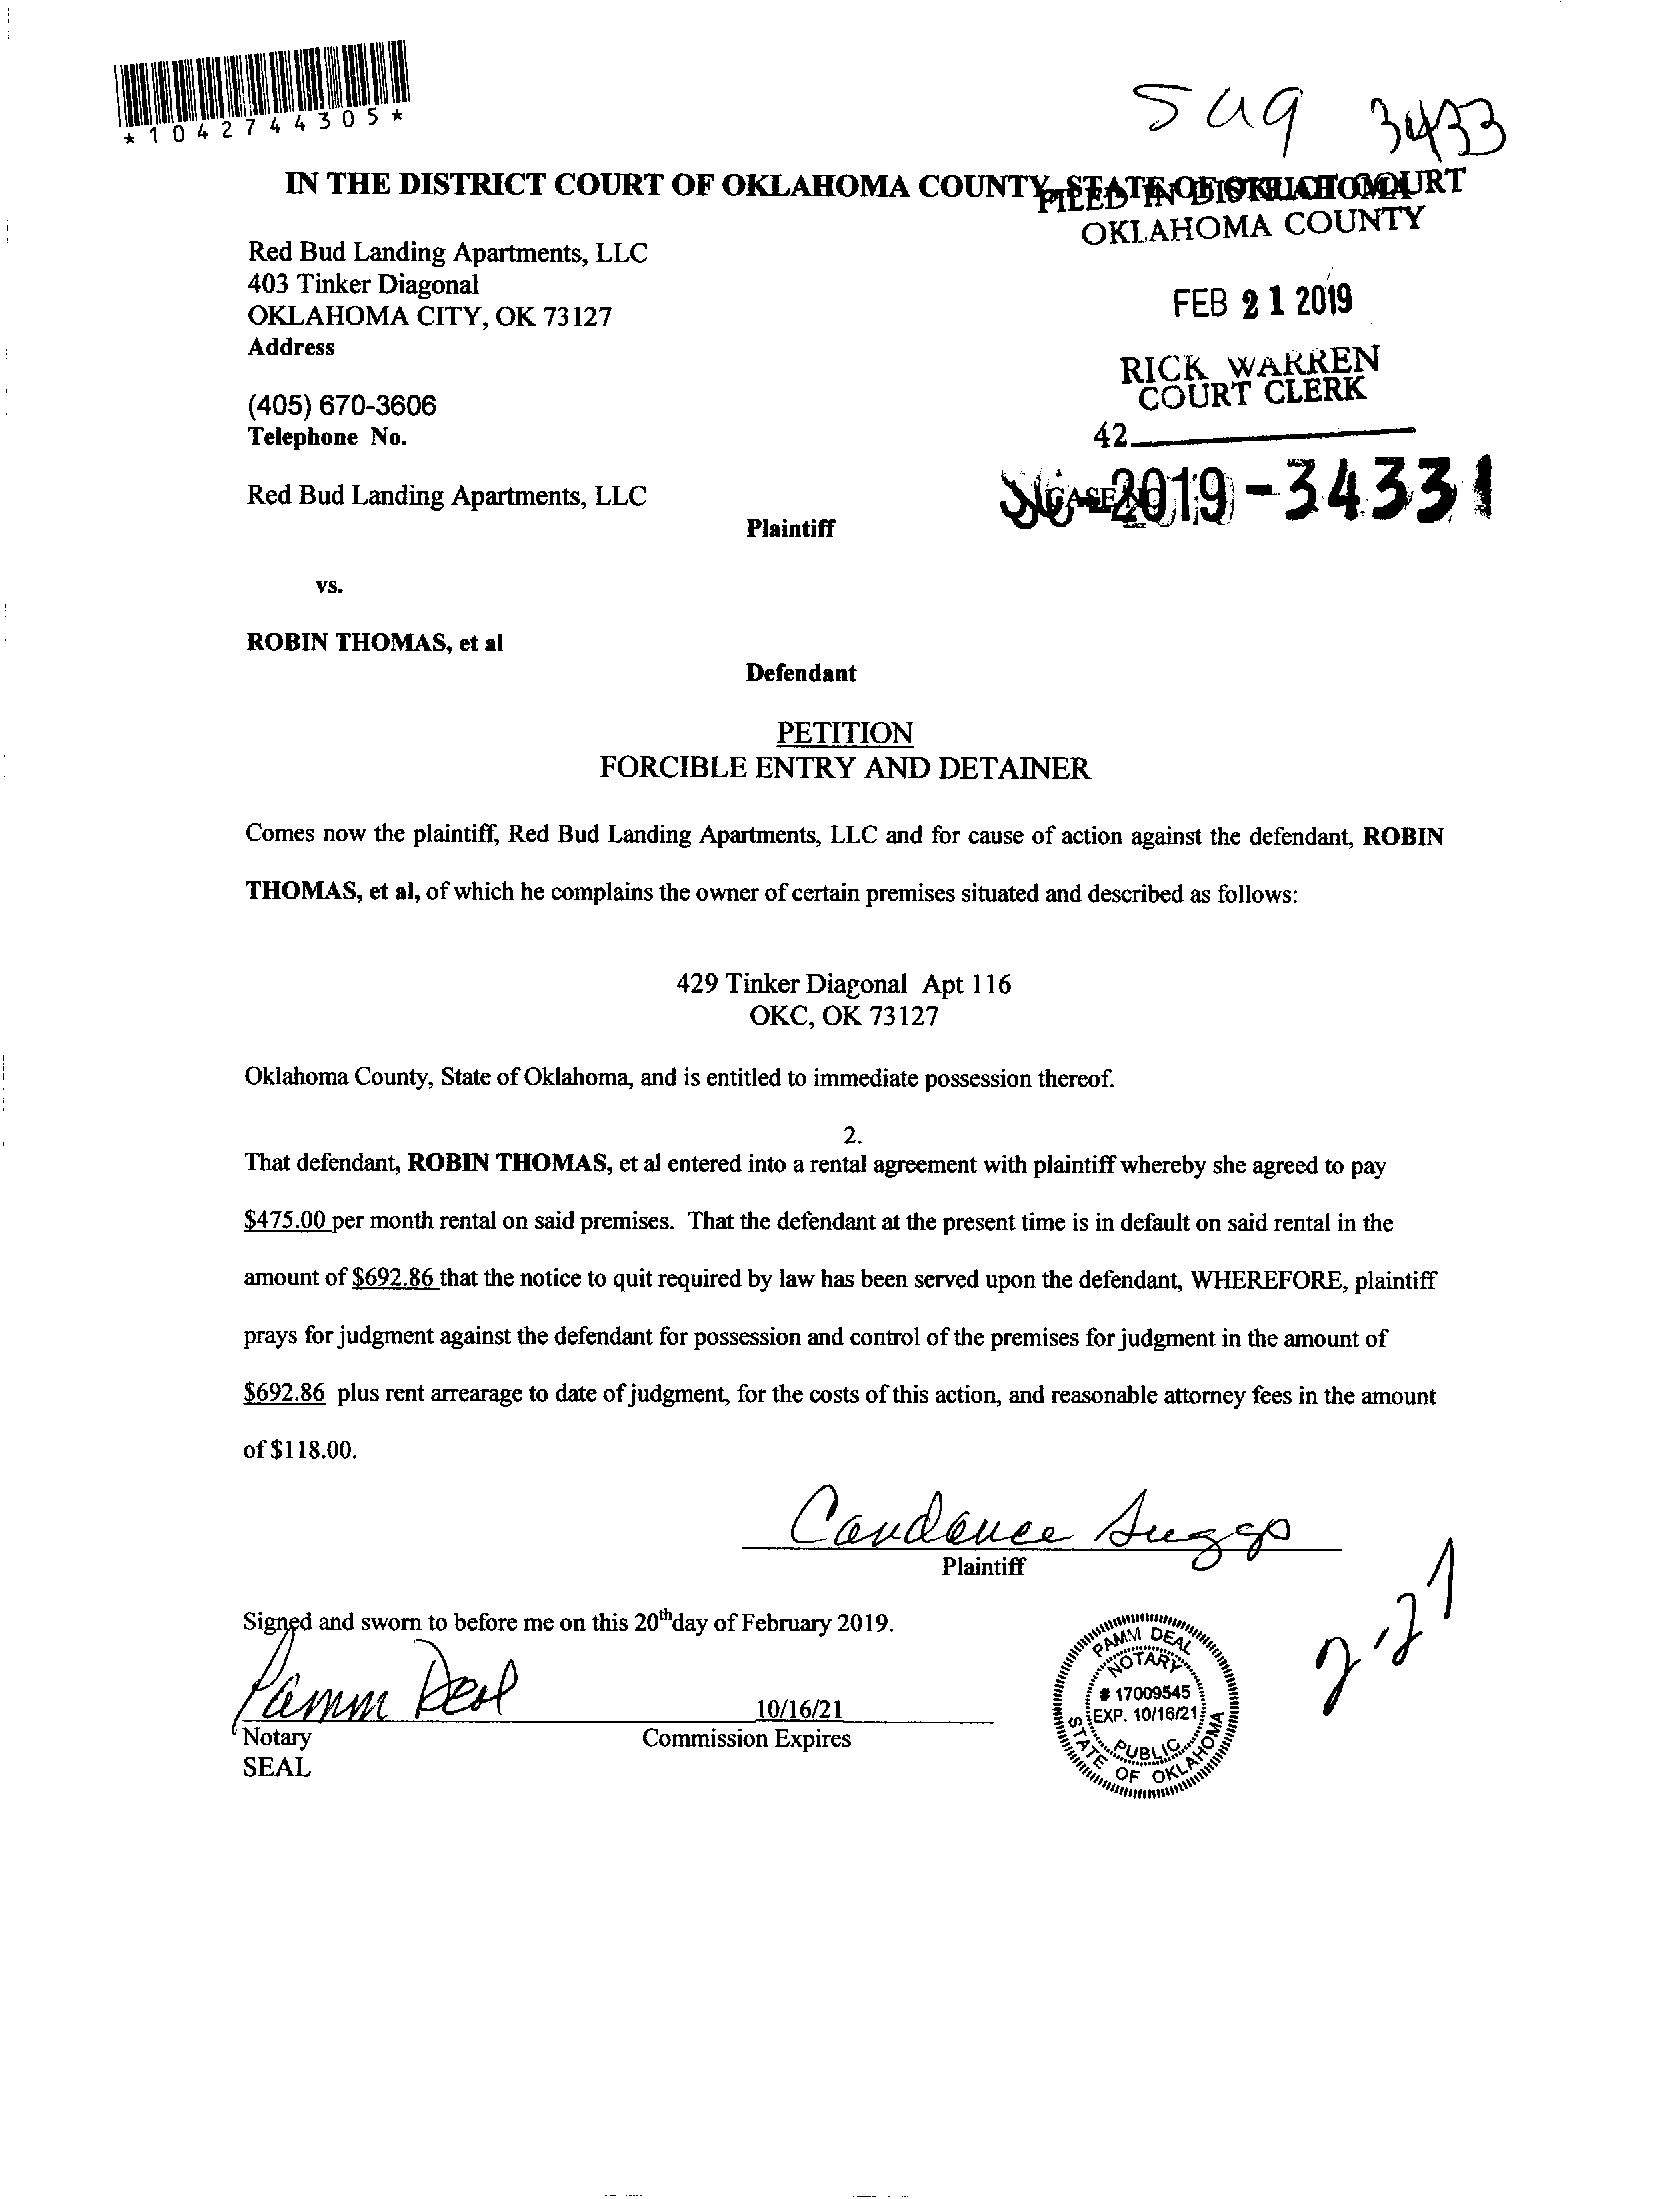 *1042744305*
3433
IN THE DISTRICT COURT OF OKLAHOMA COUNTY, STATE OF OKLAHOMA
FILED IN DISTRICT COURT
OKLAHOMA COUNTY
Red Bud Landing Apartments, LLC
403 Tinker Diagonal
OKLAHOMA CITY, OK 73127
Address
FEB 21 2019
RICK WARREN
COURT CLERK
42
(405) 670-3606
Telephone No.
Red Bud Landing Apartments, LLC
Plaintiff
2019-34331
vs.
ROBIN THOMAS, et al
Defendant
PETITION
FORCIBLE ENTRY AND DETAINER
Comes now the plaintiff, Red Bud Landing Apartments, LLC and for cause of action against the defendant, ROBIN
THOMAS, et al, of which he complains the owner of certain premises situated and described as follows:
429 Tinker Diagonal Apt 116
OKC, OK 73127
Oklahoma County, State of Oklahoma, and is entitled to immediate possession thereof.
2.
That defendant, ROBIN THOMAS, et al entered into a rental agreement with plaintiff whereby she agreed to pay
$475.00 per month rental on said premises. That the defendant at the present time is in default on said rental in the
amount of $692.86 that the notice to quit required by law has been served upon the defendant, WHEREFORE, plaintiff
prays for judgment against the defendant for possession and control of the premises for judgment in the amount of
$692.86 plus rent arrearage to date of judgment, for the costs of this action, and reasonable attorney fees in the amount
of $118.00.
Candance Suggs
Plaintiff
Signed and sworn to before me on this 20th day of February 2019.
Pamm Deal
10/16/21
Notary
Commission Expires
SEAL
PAMM DEAL
NOTARY
# 17009545
EXP. 10/16/21
PUBLIC
STATE OF OKLAHOMA